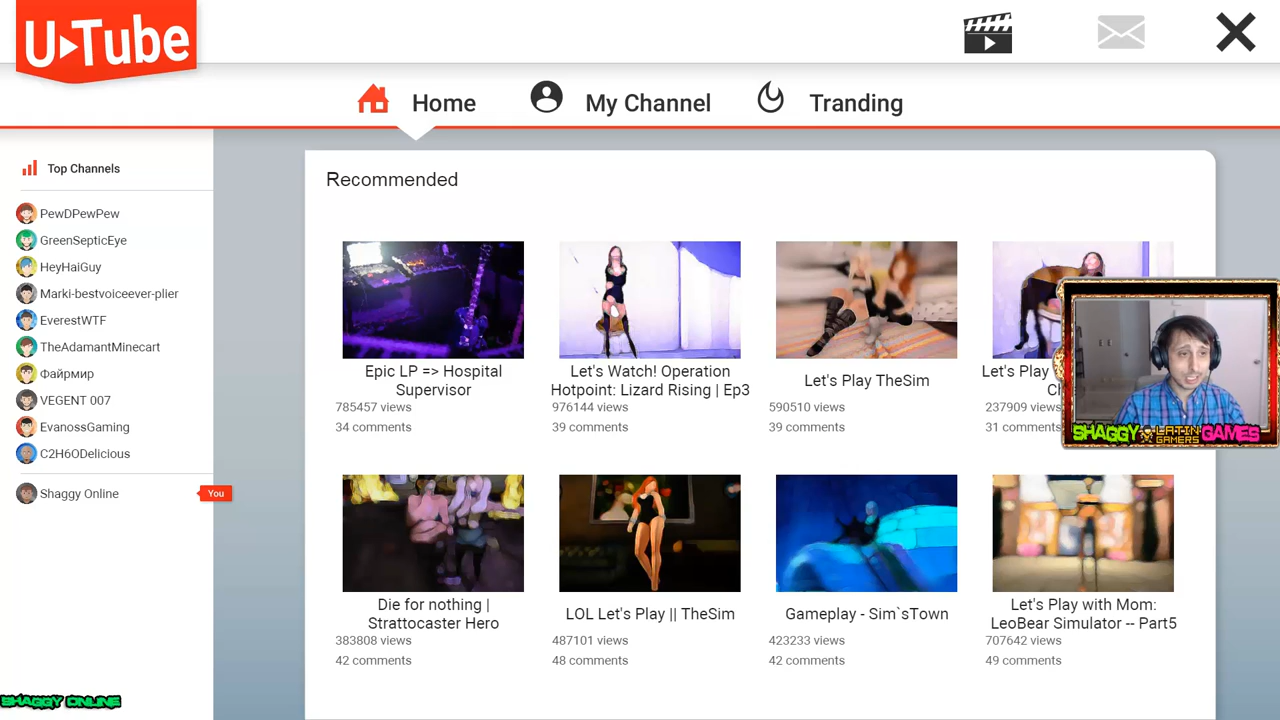 U Tube
Home
My Channel
Tranding
Top Channels
PewDPewPew
GreenSepticEye
HeyHaiGuy
Marki-bestvoiceever-plier
EverestWTF
TheAdamantMinecart
Файрмир
VEGENT 007
EvanossGaming
C2H6ODelicious
Shaggy Online
You
Recommended
Epic LP => Hospital
Supervisor
785457 views
34 comments
Let's Watch! Operation
Hotpoint: Lizard Rising | Ep3
976144 views
39 comments
Let's Play TheSim
590510 views
39 comments
Let's Play
237909 views
31 comments
Die for nothing |
Strattocaster Hero
383808 views
42 comments
LOL Let's Play || TheSim
487101 views
48 comments
Gameplay - Sim`sTown
423233 views
42 comments
Let's Play with Mom:
LeoBear Simulator -- Part5
707642 views
49 comments
SHAGGY LATIN GAMERS GAMES
SHAGGY ONLINE